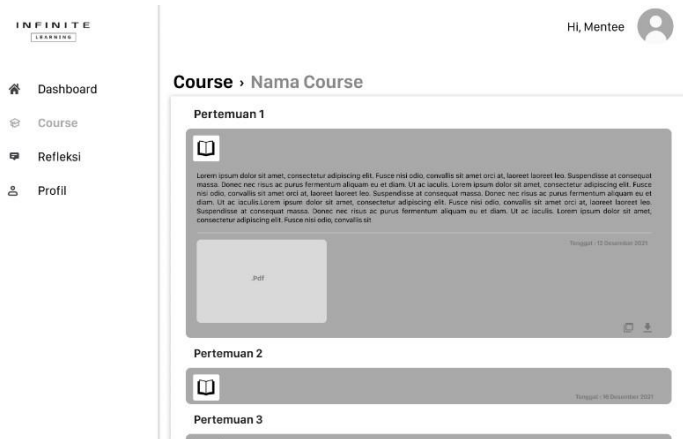 INFINITE
LEARNING
Hi, Mentee
Dashboard
Course
Refleksi
Profil
Course › Nama Course
Pertemuan 1
Lorem ipsum dolor sit amet, consectetur adipiscing elit. Fusce nisi odio, convallis sit amet orci at, laoreet laoreet leo. Suspendisse at consequat
massa. Donec nec risus ac purus fermentum aliquam eu et diam. Ut ac iaculis. Lorem ipsum dolor sit amet, consectetur adipiscing elit. Fusce
nisi odio, convallis sit amet orci at, laoreet laoreet leo. Suspendisse at consequat massa. Donec nec risus ac purus fermentum aliquam eu et
diam. Ut ac iaculis.Lorem ipsum dolor sit amet, consectetur adipiscing elit. Fusce nisi odio, convallis sit amet orci at, laoreet laoreet leo.
Suspendisse at consequat massa. Donec nec risus ac purus fermentum aliquam eu et diam. Ut ac iaculis. Lorem ipsum dolor sit amet,
consectetur adipiscing elit. Fusce nisi odio, convallis sit
Tenggat : 12 Desember 2021
.Pdf
Pertemuan 2
Tenggat : 16 Desember 2021
Pertemuan 3